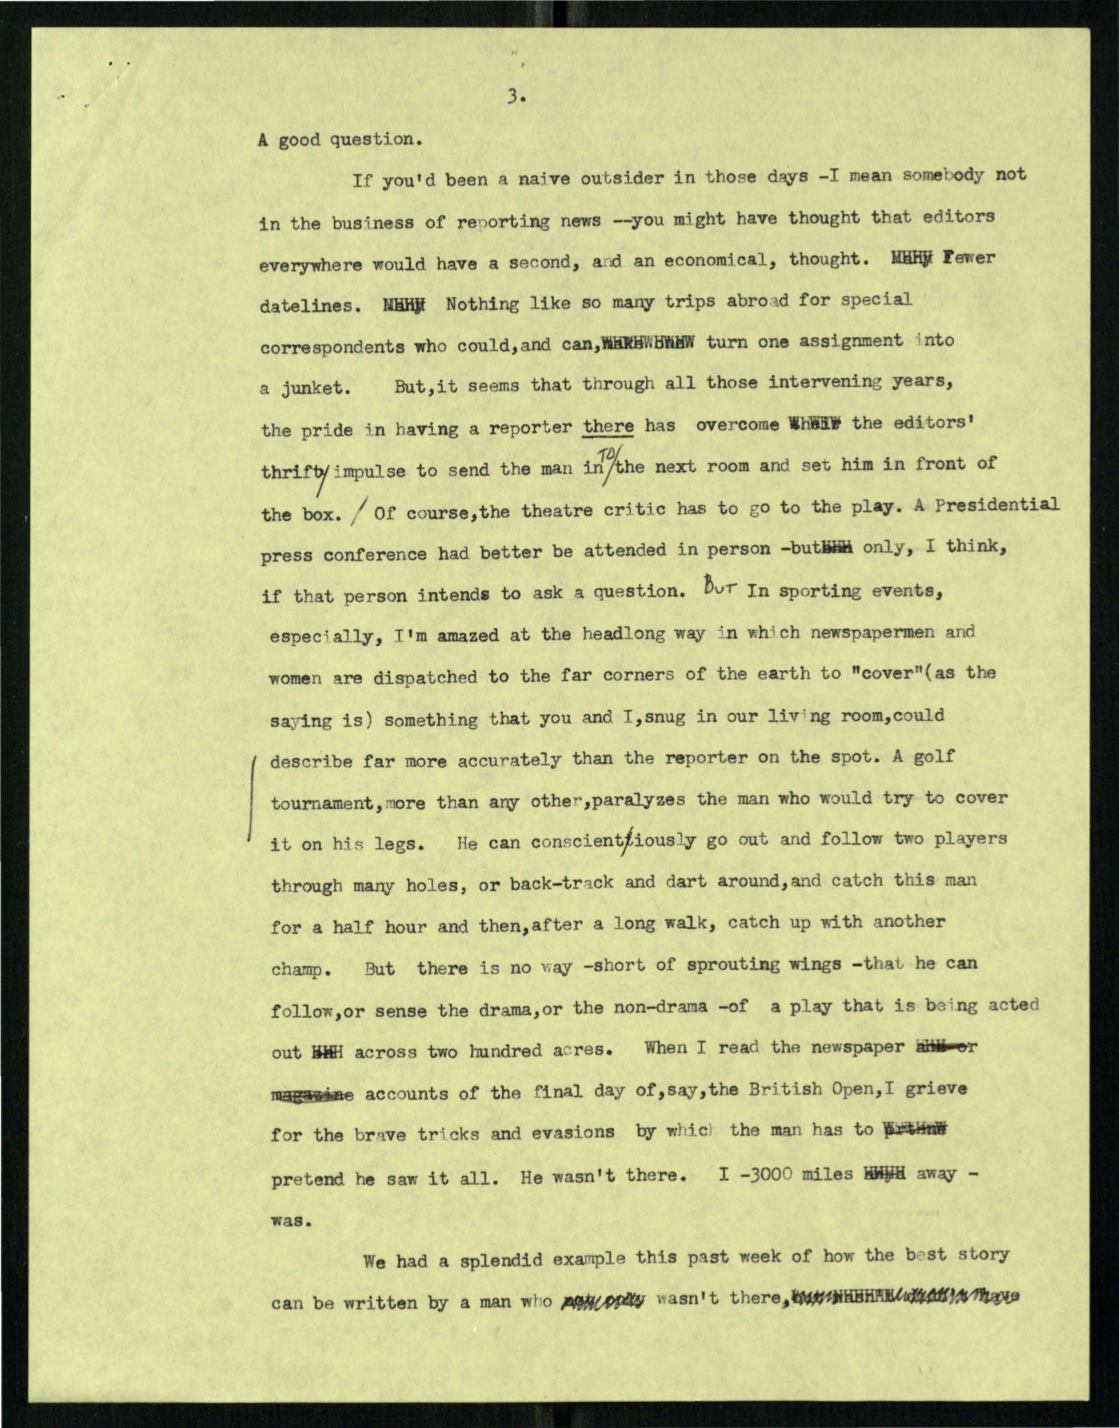 3.
A good question.
If you'd been a naive outsider in those days -I mean somebody not
in the business of reporting news --you might have thought that editors
everywhere would have a second, and an economical, thought. Fewer
datelines. Nothing like so many trips abroad for special
correspondents who could,and can, turn one assignment into
a junket. But,it seems that through all those intervening years,
the pride in having a reporter there has overcome the editors'
thrifty impulse to send the man in TO the next room and set him in front of
the box. / Of course,the theatre critic has to go to the play. A Presidential
press conference had better be attended in person -but only, I think,
if that person intends to ask a question. BUT In sporting events,
especially, I'm amazed at the headlong way in which newspapermen and
women are dispatched to the far corners of the earth to "cover"(as the
saying is) something that you and I,snug in our living room,could
describe far more accurately than the reporter on the spot. A golf
tournament,more than any other,paralyzes the man who would try to cover
it on his legs. He can conscientiously go out and follow two players
through many holes, or back-track and dart around,and catch this man
for a half hour and then,after a long walk, catch up with another
champ. But there is no way -short of sprouting wings -that he can
follow,or sense the drama,or the non-drama -of a play that is being acted
out across two hundred acres. When I read the newspaper or
magazine accounts of the final day of,say,the British Open,I grieve
for the brave tricks and evasions by which the man has to
pretend he saw it all. He wasn't there. I -3000 miles away -
was.
We had a splendid example this past week of how the best story
can be written by a man who wasn't there,